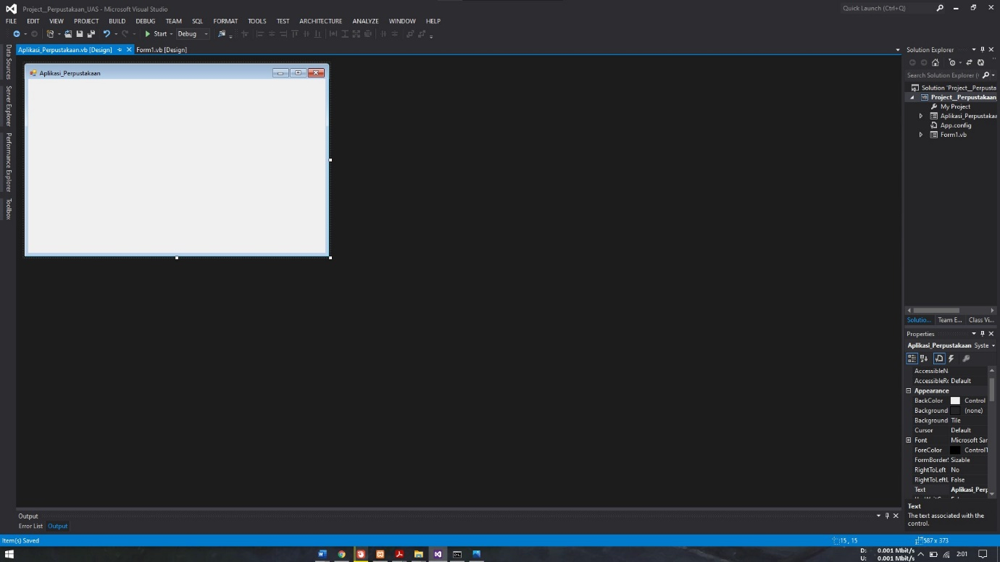 Project__Perpustakaan_UAS - Microsoft Visual Studio
Quick Launch (Ctrl+Q)
FILE EDIT VIEW PROJECT BUILD DEBUG TEAM SQL FORMAT TOOLS TEST ARCHITECTURE ANALYZE WINDOW HELP
Start Debug
Aplikasi_Perpustakaan.vb [Design] Form1.vb [Design]
Data Sources
Server Explorer
Performance Explorer
Toolbox
Aplikasi_Perpustakaan
Solution Explorer
Search Solution Explorer (
Solution 'Project__Perpusta
Project__Perpustakaan
My Project
Aplikasi_Perpustakaa
App.config
Form1.vb
Solutio... Team E... Class Vi...
Properties
Aplikasi_Perpustakaan Syste
AccessibleN
AccessibleRo Default
Appearance
BackColor Control
Background (none)
Background Tile
Cursor Default
Font Microsoft San
ForeColor ControlT
FormBorderS Sizable
RightToLeft No
RightToLeftL False
Text Aplikasi_Perp
Text
The text associated with the
control.
Output
Error List Output
Item(s) Saved
15 , 15
587 x 373
D: 0.001 Mbit/s
U: 0.001 Mbit/s
2:01